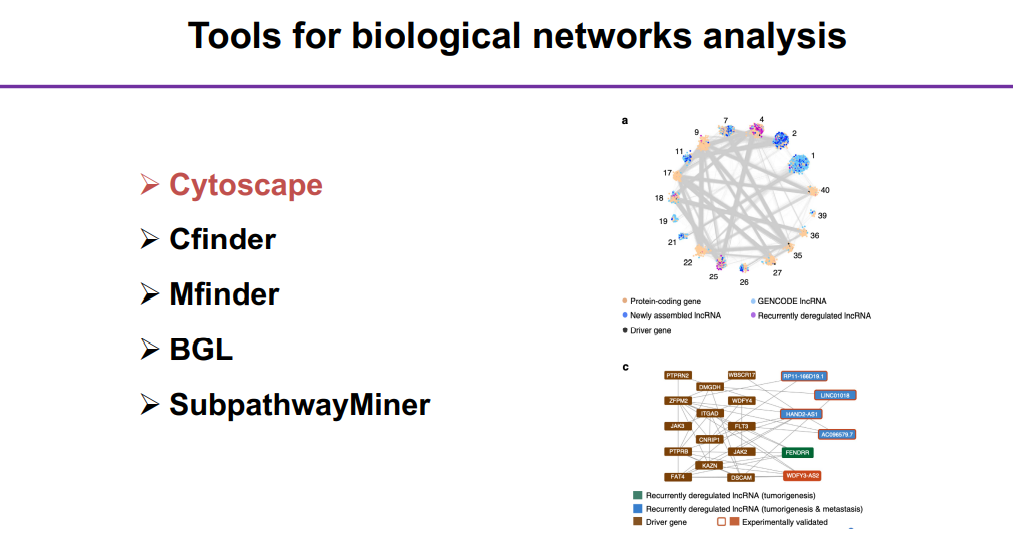 Tools for biological networks analysis
Cytoscape
Cfinder
Mfinder
BGL
SubpathwayMiner
a
7
4
2
9
1
11
17
40
18
39
19
36
21
35
22
27
25
26
Protein-coding gene
GENCODE lncRNA
Newly assembled lncRNA
Recurrently deregulated lncRNA
Driver gene
c
PTPRN2
WBSCR17
RP11-166D19.1
DMGDH
LINC01018
ZFPM2
WDFY4
ITGAD
HAND2-AS1
JAK3
FLT3
AC096579.7
CNRIP1
PTPRB
JAK2
FENDRR
KAZN
FAT4
DSCAM
WDFY3-AS2
Recurrently deregulated lncRNA (tumorigenesis)
Recurrently deregulated lncRNA (tumorigenesis & metastasis)
Driver gene
Experimentally validated